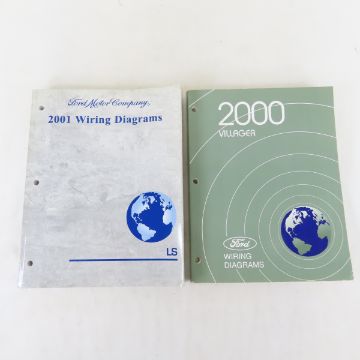 Ford Motor Company,
2001 Wiring Diagrams
LS
2000
VILLAGER
Ford
WIRING
DIAGRAMS